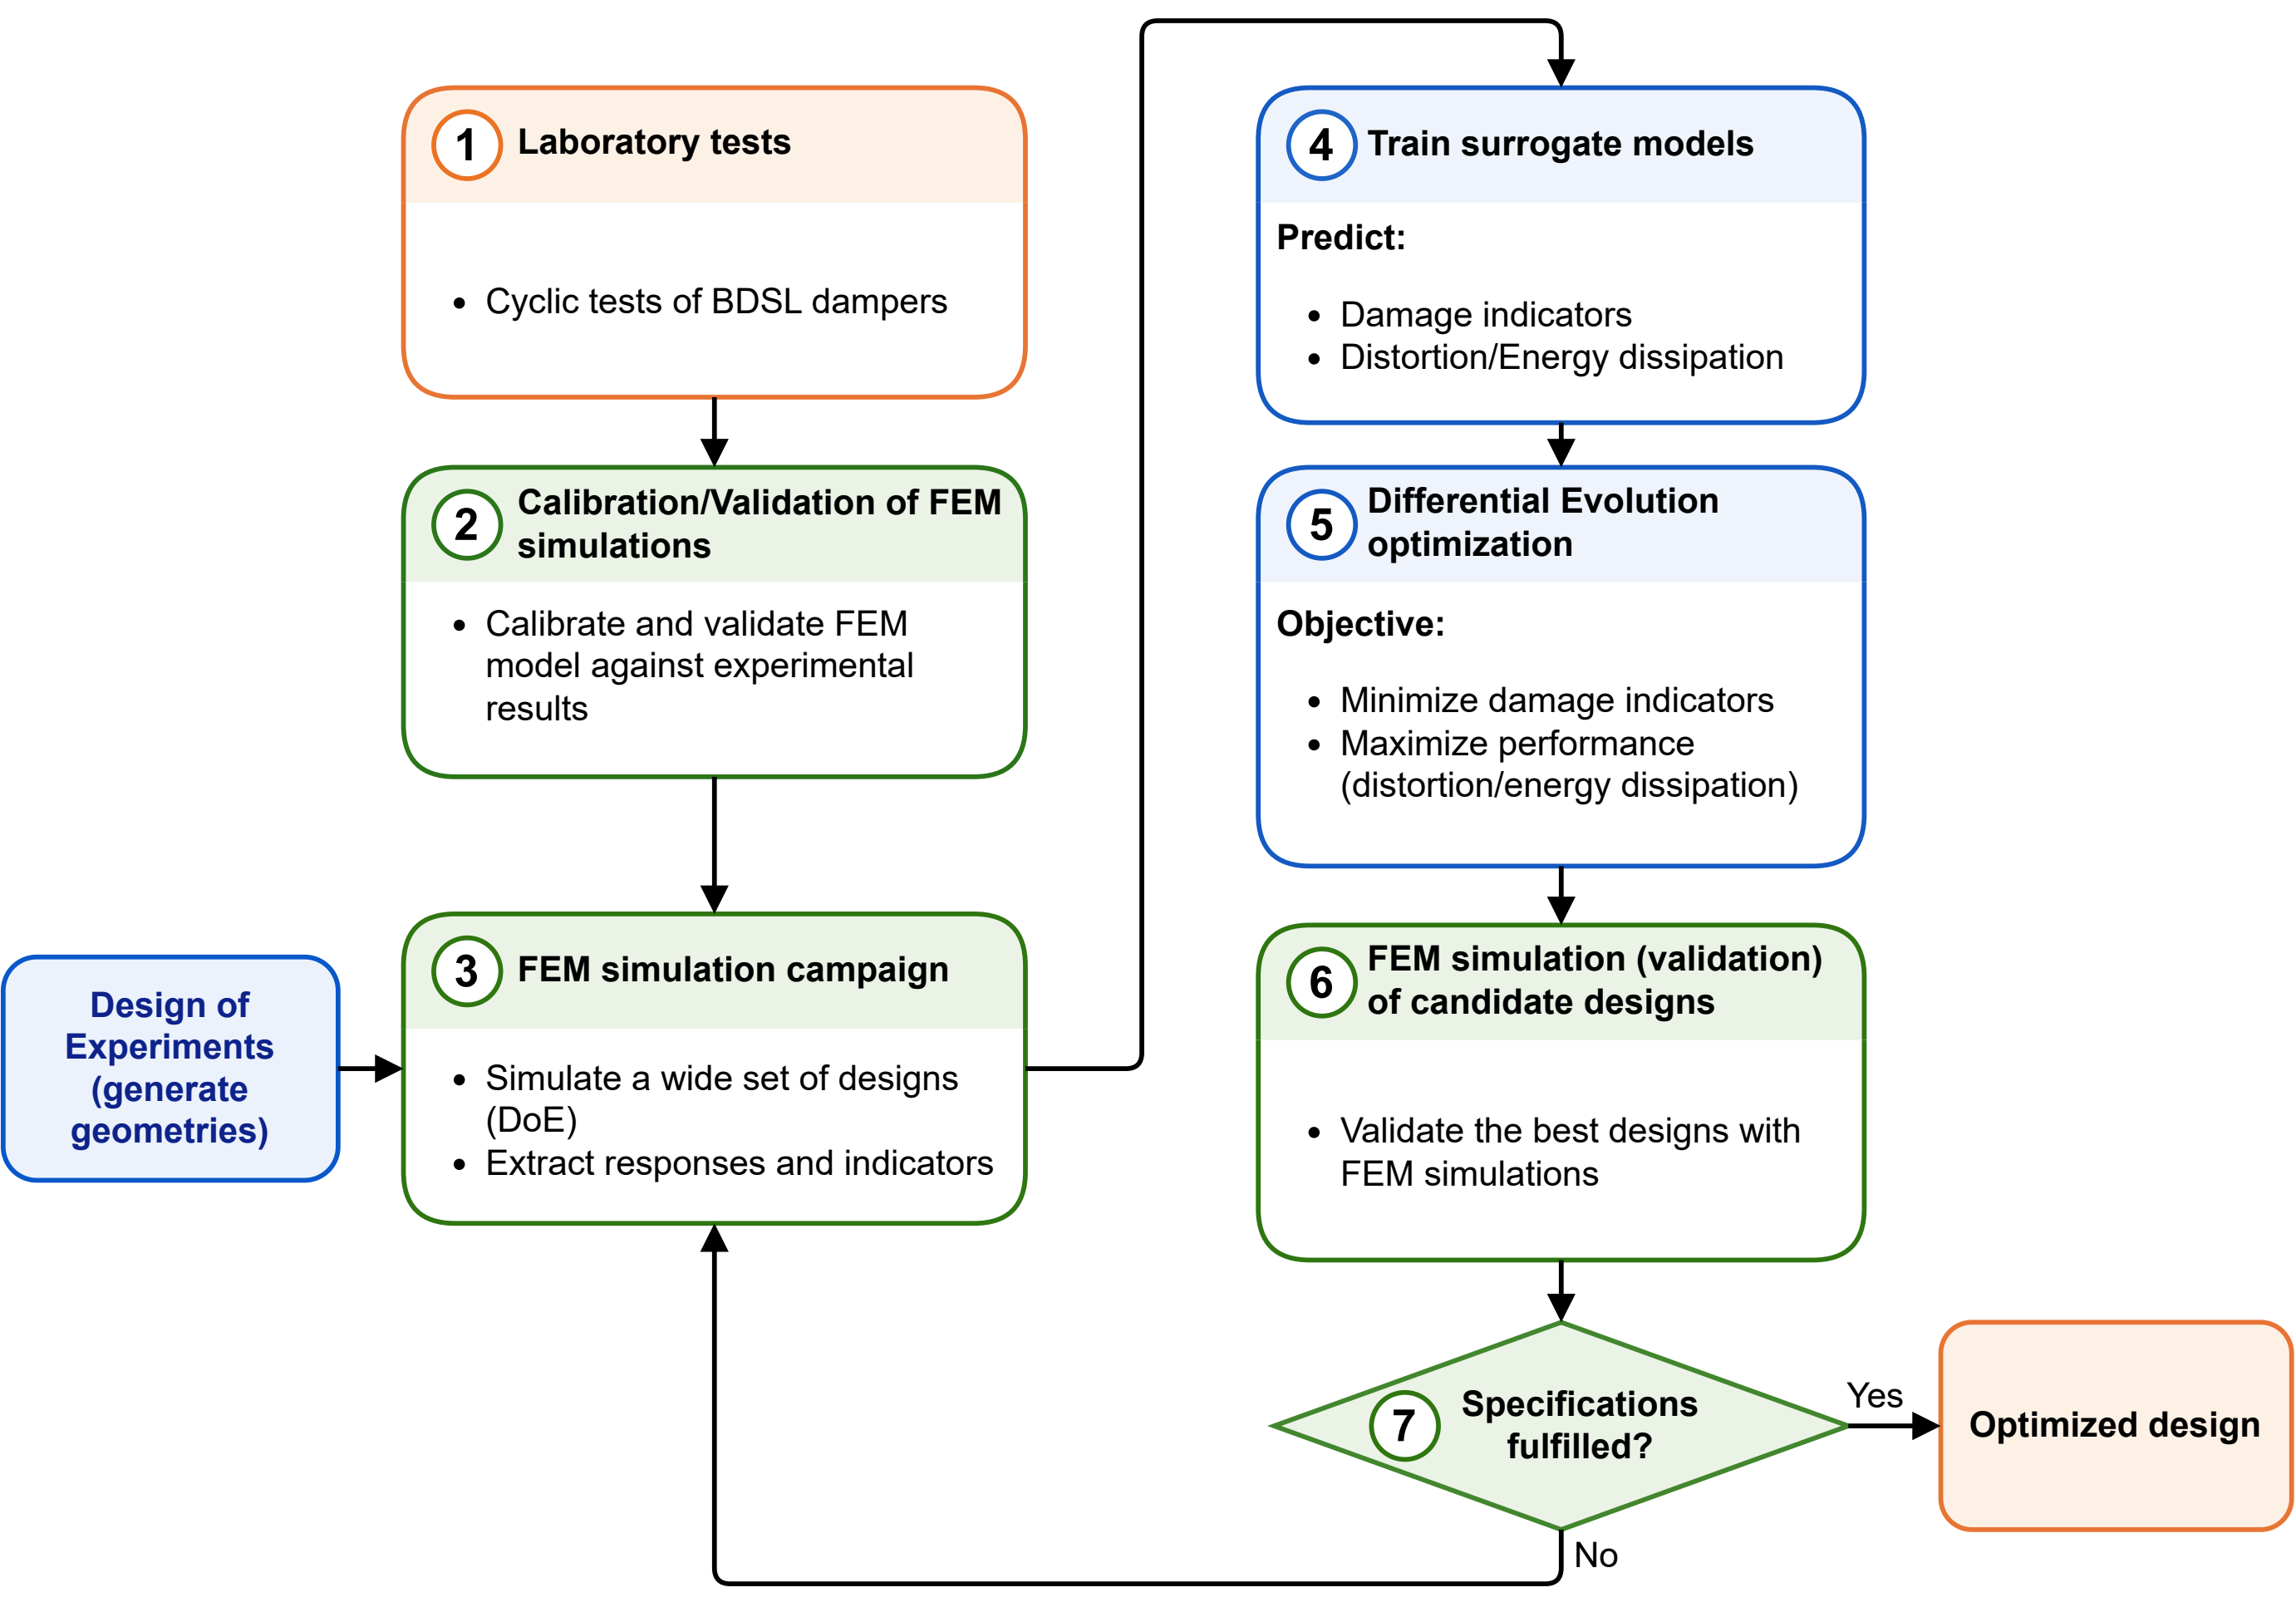 1 Laboratory tests
• Cyclic tests of BDSL dampers
2 Calibration/Validation of FEM
simulations
• Calibrate and validate FEM
model against experimental
results
Design of
Experiments
(generate
geometries)
3 FEM simulation campaign
• Simulate a wide set of designs
(DoE)
• Extract responses and indicators
4 Train surrogate models
Predict:
• Damage indicators
• Distortion/Energy dissipation
5 Differential Evolution
optimization
Objective:
• Minimize damage indicators
• Maximize performance
(distortion/energy dissipation)
6 FEM simulation (validation)
of candidate designs
• Validate the best designs with
FEM simulations
7 Specifications
fulfilled?
Yes
No
Optimized design